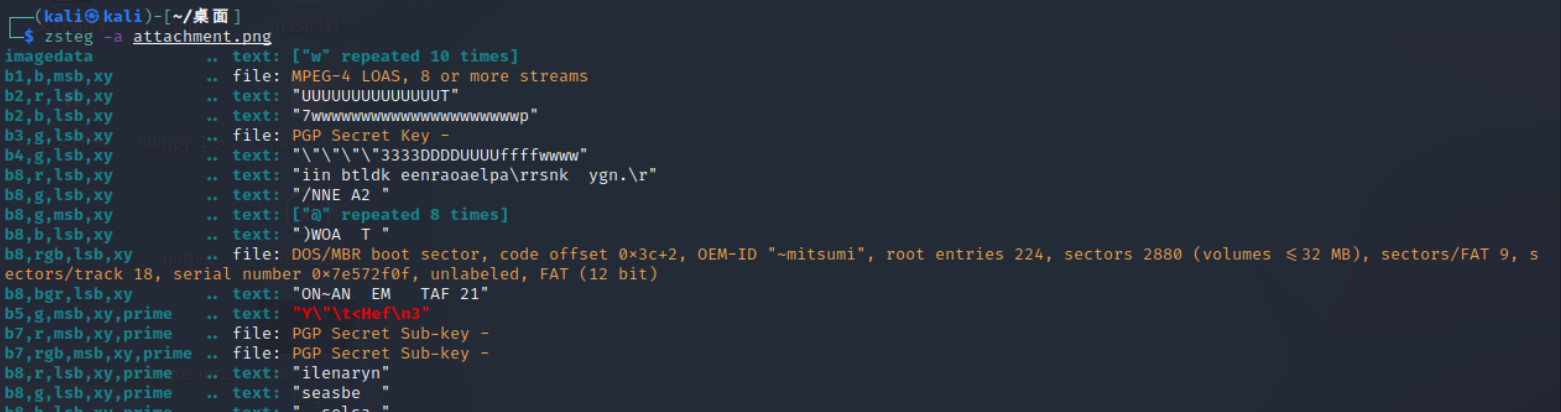 ┌──(kali㉿kali)-[~/桌面]
└─$ zsteg -a attachment.png
imagedata .. text: ["w" repeated 10 times]
b1,b,msb,xy .. file: MPEG-4 LOAS, 8 or more streams
b2,r,lsb,xy .. text: "UUUUUUUUUUUUUUUT"
b2,b,lsb,xy .. text: "7wwwwwwwwwwwwwwwwwwwwwp"
b3,g,lsb,xy .. file: PGP Secret Key -
b4,g,lsb,xy .. text: "\"\"\"\"3333DDDDUUUUffffwwww"
b8,r,lsb,xy .. text: "iin btldk eenraoaelpa\rrsnk  ygn.\r"
b8,g,lsb,xy .. text: "/NNE A2 "
b8,g,msb,xy .. text: ["@" repeated 8 times]
b8,b,lsb,xy .. text: ")WOA  T "
b8,rgb,lsb,xy .. file: DOS/MBR boot sector, code offset 0×3c+2, OEM-ID "~mitsumi", root entries 224, sectors 2880 (volumes ≤32 MB), sectors/FAT 9, s
ectors/track 18, serial number 0×7e572f0f, unlabeled, FAT (12 bit)
b8,bgr,lsb,xy .. text: "ON~AN  EM   TAF 21"
b5,g,msb,xy,prime .. text: "Y\"\t<Hef\n3"
b7,r,msb,xy,prime .. file: PGP Secret Sub-key -
b7,rgb,msb,xy,prime .. file: PGP Secret Sub-key -
b8,r,lsb,xy,prime .. text: "ilenaryn"
b8,g,lsb,xy,prime .. text: "seasbe  "